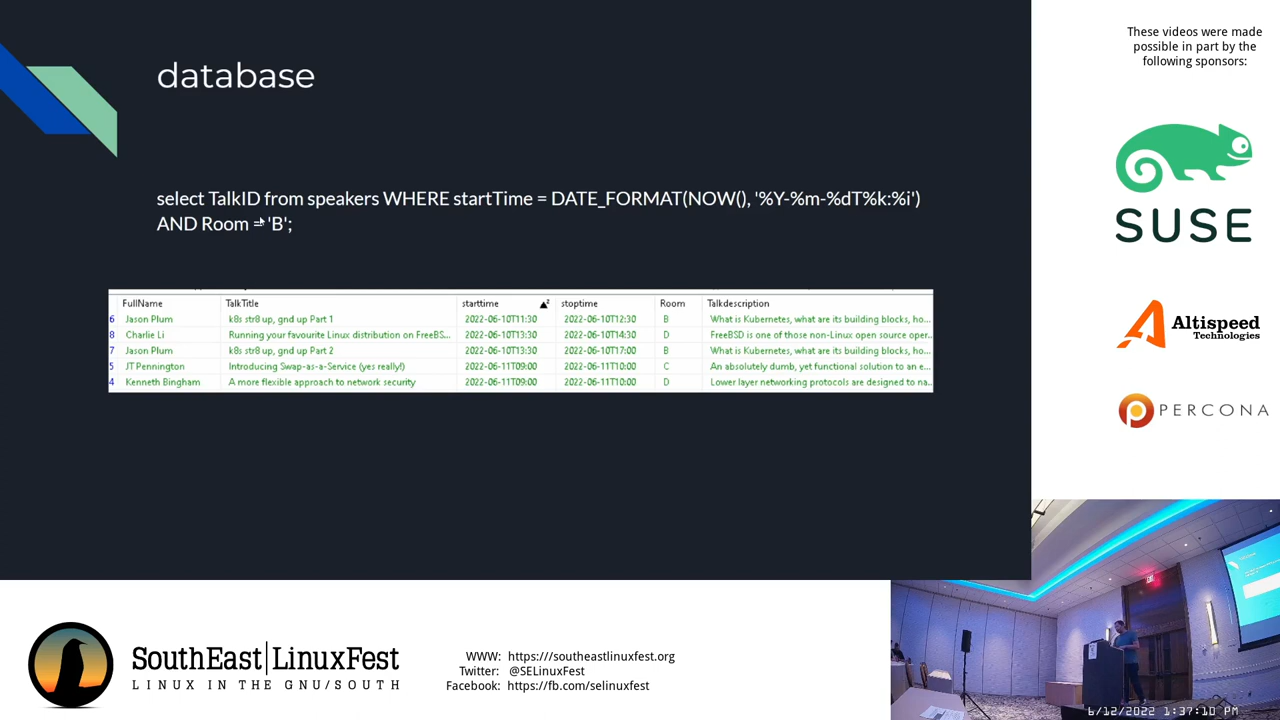 database
select TalkID from speakers WHERE startTime = DATE_FORMAT(NOW(), '%Y-%m-%dT%k:%i')
AND Room = 'B';
FullName TalkTitle starttime 2 stoptime Room Talkdescription
6 Jason Plum k8s str8 up, gnd up Part 1 2022-06-10T11:30 2022-06-10T12:30 B What is Kubernetes, what are its building blocks, ho...
8 Charlie Li Running your favourite Linux distribution on FreeBS... 2022-06-10T13:30 2022-06-10T14:30 D FreeBSD is one of those non-Linux open source oper...
7 Jason Plum k8s str8 up, gnd up Part 2 2022-06-10T13:30 2022-06-10T17:00 B What is Kubernetes, what are its building blocks, ho...
5 JT Pennington Introducing Swap-as-a-Service (yes really!) 2022-06-11T09:00 2022-06-11T10:00 C An absolutely dumb, yet functional solution to an e...
4 Kenneth Bingham A more flexible approach to network security 2022-06-11T09:00 2022-06-11T10:00 D Lower layer networking protocols are designed to na...
These videos were made
possible in part by the
following sponsors:
SUSE
Altispeed
Technologies
PERCONA
SouthEast LinuxFest
LINUX IN THE GNU/SOUTH
WWW: https:///southeastlinuxfest.org
Twitter: @SELinuxFest
Facebook: https://fb.com/selinuxfest
6/12/2022 1:37:10 PM